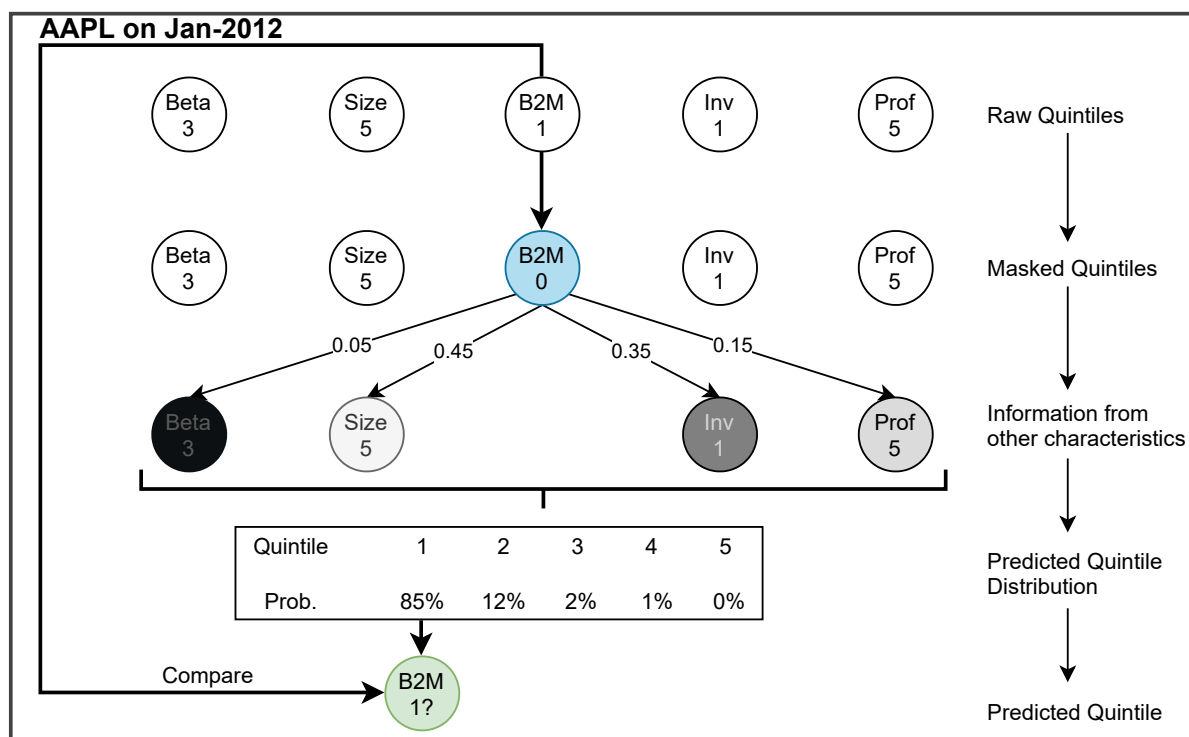 AAPL on Jan-2012
Beta Size B2M Inv Prof
3 5 1 1 5
Raw Quintiles
Beta Size B2M Inv Prof
3 5 0 1 5
Masked Quintiles
0.05 0.45 0.35 0.15
Beta Size Inv Prof
3 5 1 5
Information from
other characteristics
Quintile 1 2 3 4 5
Prob. 85% 12% 2% 1% 0%
Predicted Quintile
Distribution
Compare
B2M
1?
Predicted Quintile